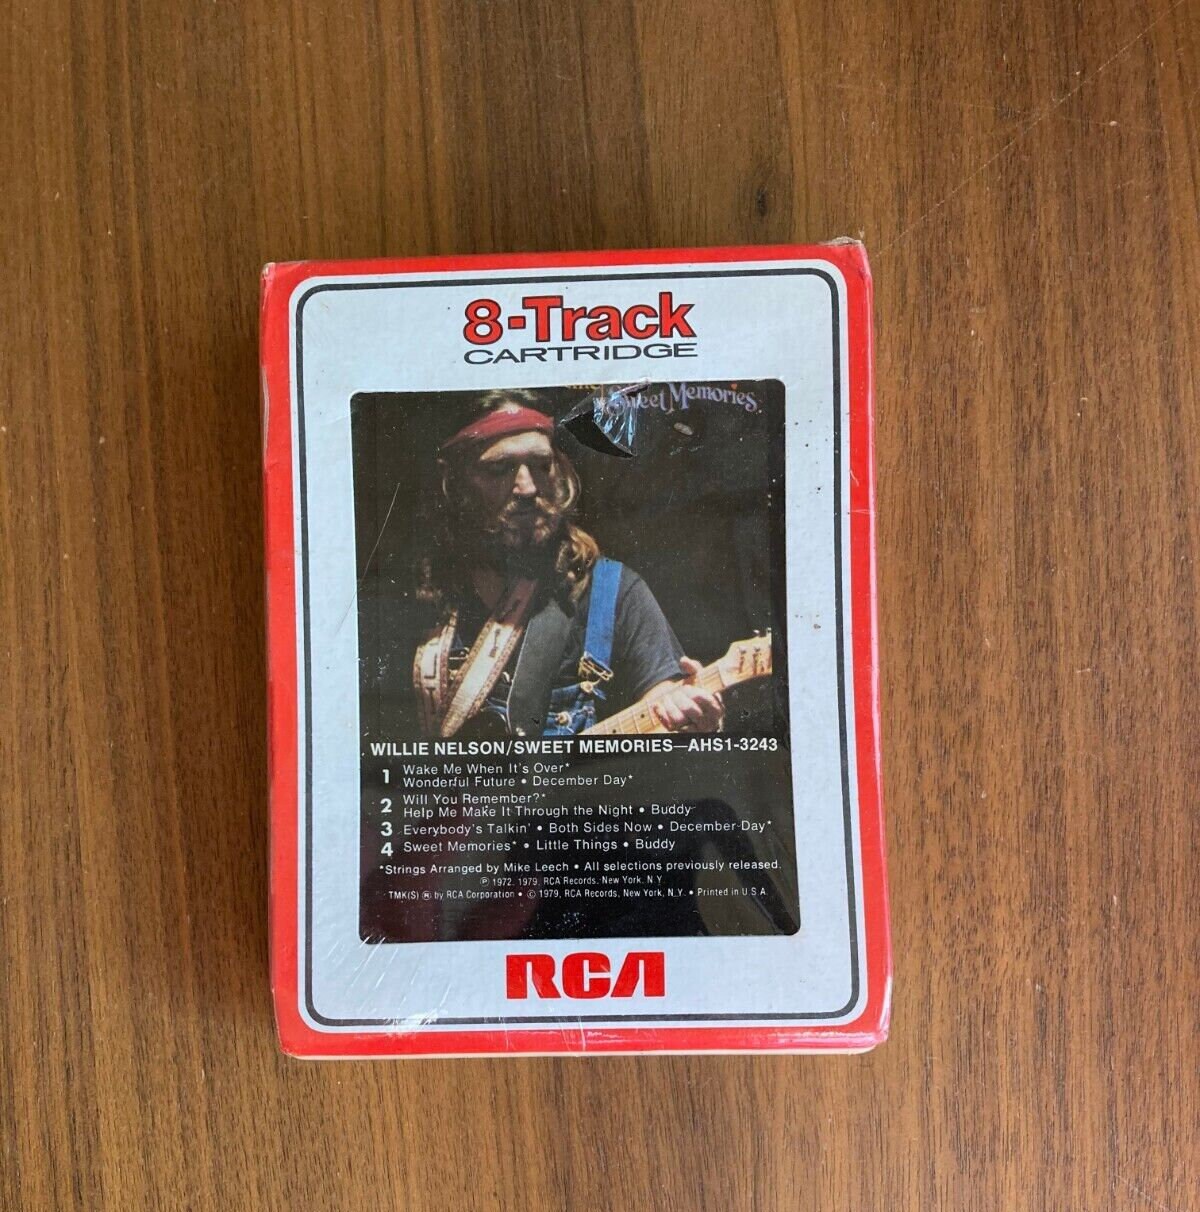 8-Track
CARTRIDGE
Sweet Memories
WILLIE NELSON/SWEET MEMORIES—AHS1-3243
1 Wake Me When It's Over*
Wonderful Future • December Day*
2 Will You Remember?*
Help Me Make It Through the Night • Buddy
3 Everybody's Talkin' • Both Sides Now • December Day*
4 Sweet Memories* • Little Things • Buddy
*Strings Arranged by Mike Leech • All selections previously released.
℗ 1972, 1979, RCA Records, New York, N.Y.
TMK(S) ® by RCA Corporation • © 1979, RCA Records, New York, N.Y. • Printed in U.S.A.
RCA